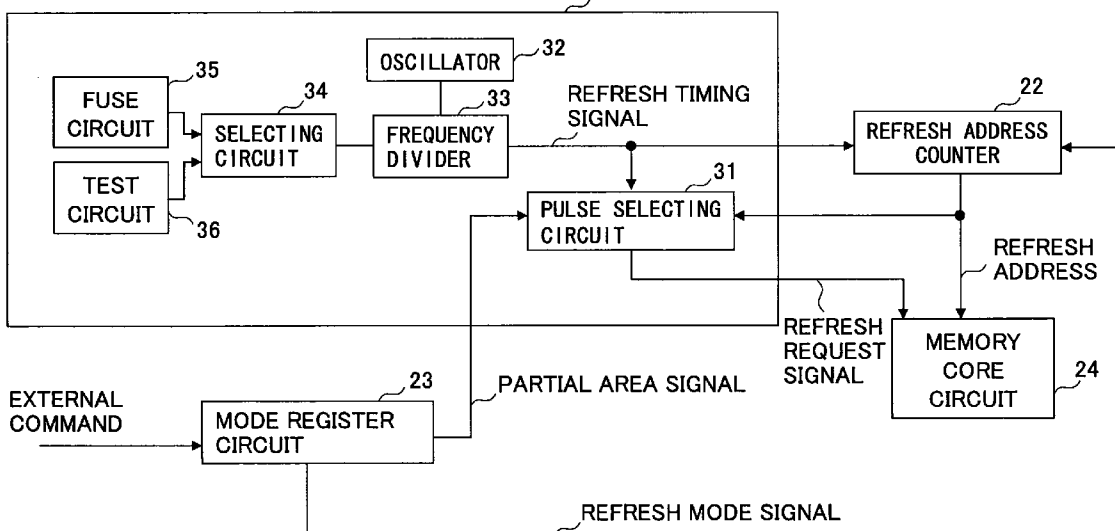 32
OSCILLATOR
35
FUSE
CIRCUIT
34
SELECTING
CIRCUIT
33
FREQUENCY
DIVIDER
REFRESH TIMING
SIGNAL
22
REFRESH ADDRESS
COUNTER
TEST
CIRCUIT
36
31
PULSE SELECTING
CIRCUIT
REFRESH
ADDRESS
REFRESH
REQUEST
SIGNAL
MEMORY
CORE
CIRCUIT
24
EXTERNAL
COMMAND
23
MODE REGISTER
CIRCUIT
PARTIAL AREA SIGNAL
REFRESH MODE SIGNAL